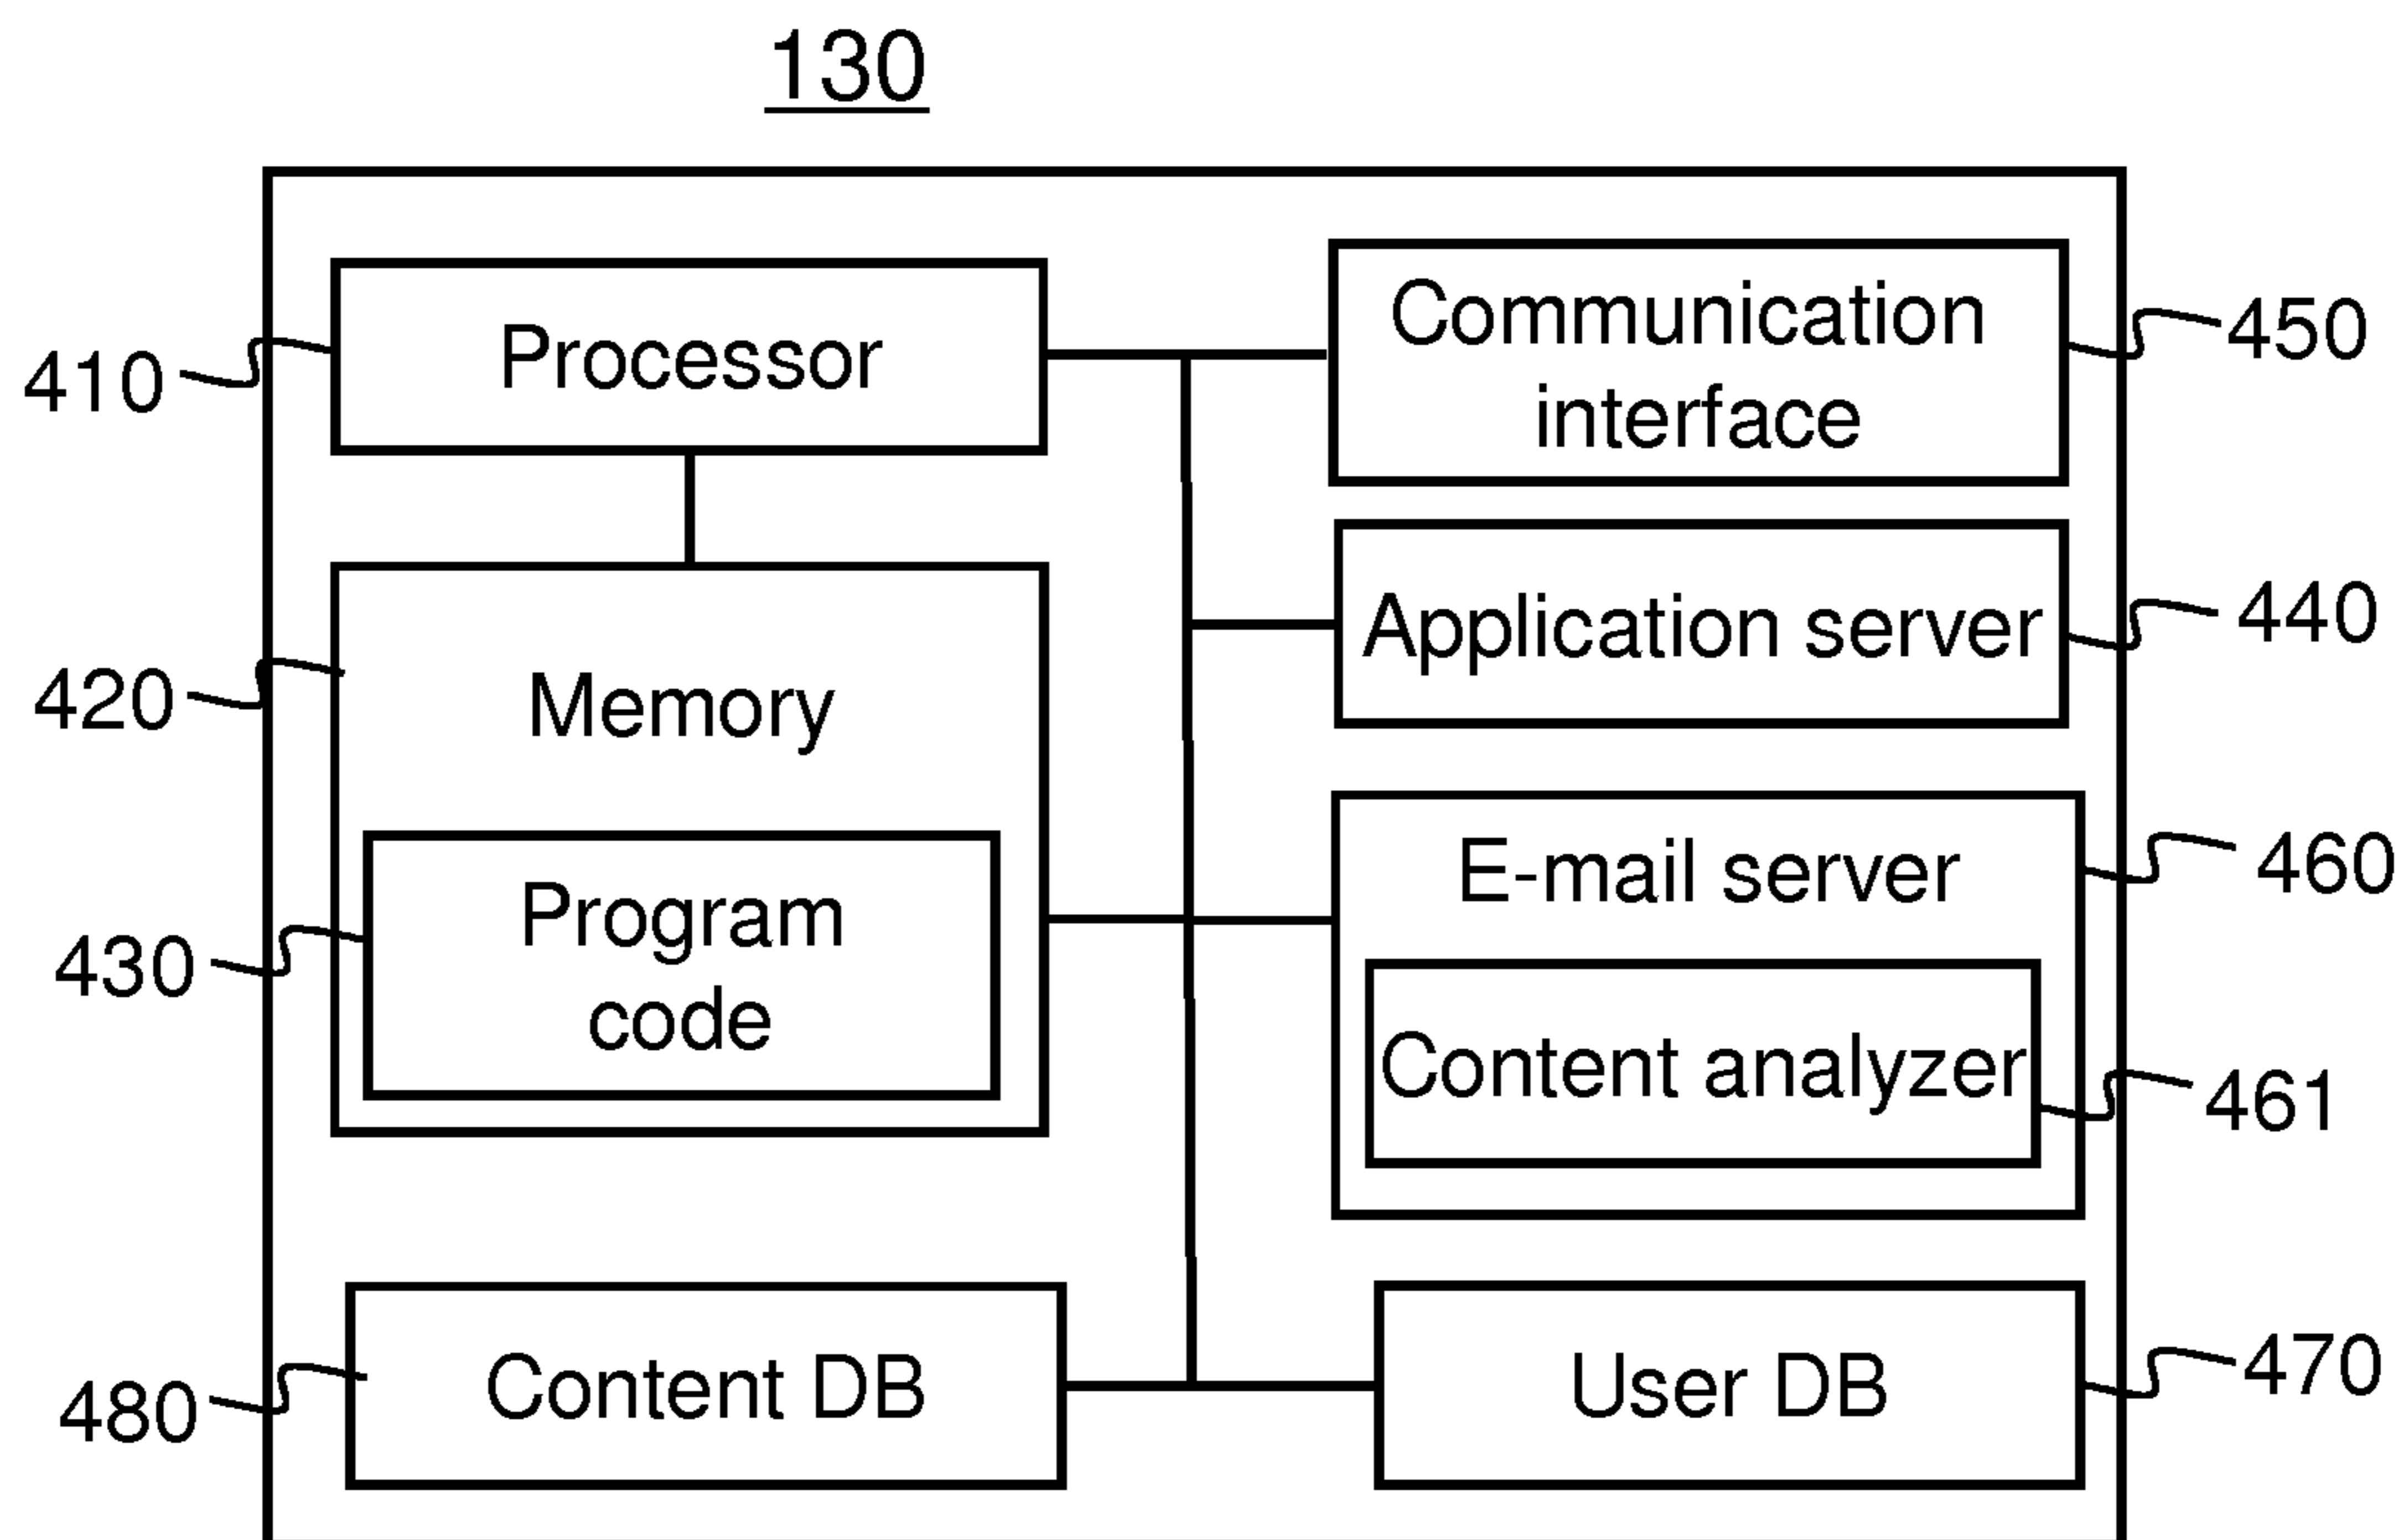 130
Processor
410
Communication
interface
450
Application server
440
Memory
420
Program
code
430
E-mail server
460
Content analyzer
461
Content DB
480
User DB
470